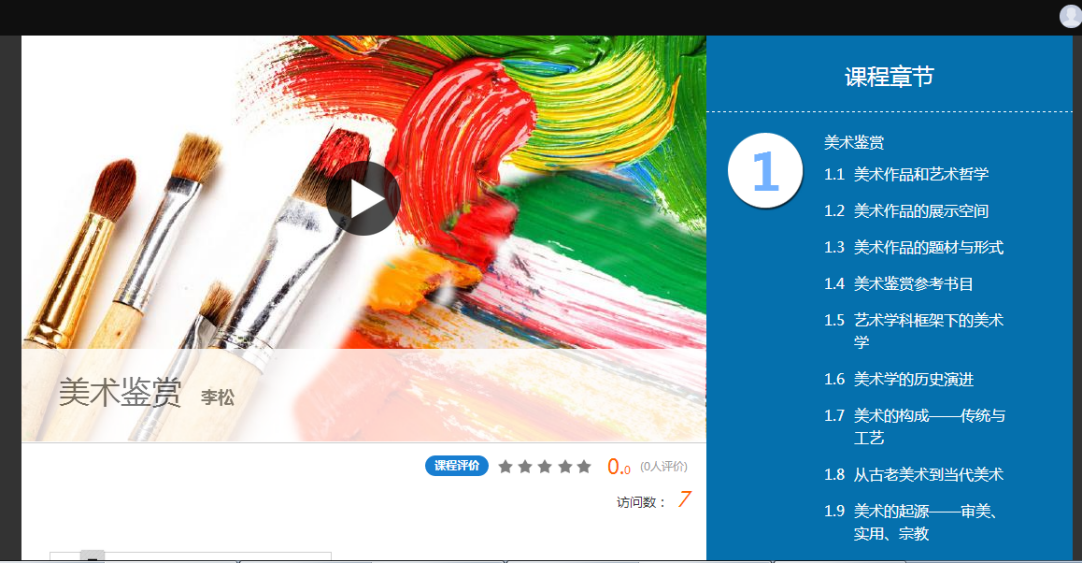 课程章节
1
美术鉴赏
1.1 美术作品和艺术哲学
1.2 美术作品的展示空间
1.3 美术作品的题材与形式
1.4 美术鉴赏参考书目
1.5 艺术学科框架下的美术
学
1.6 美术学的历史演进
1.7 美术的构成——传统与
工艺
1.8 从古老美术到当代美术
1.9 美术的起源——审美、
实用、宗教
美术鉴赏 李松
课程评价 0.0 (0人评价)
访问数： 7